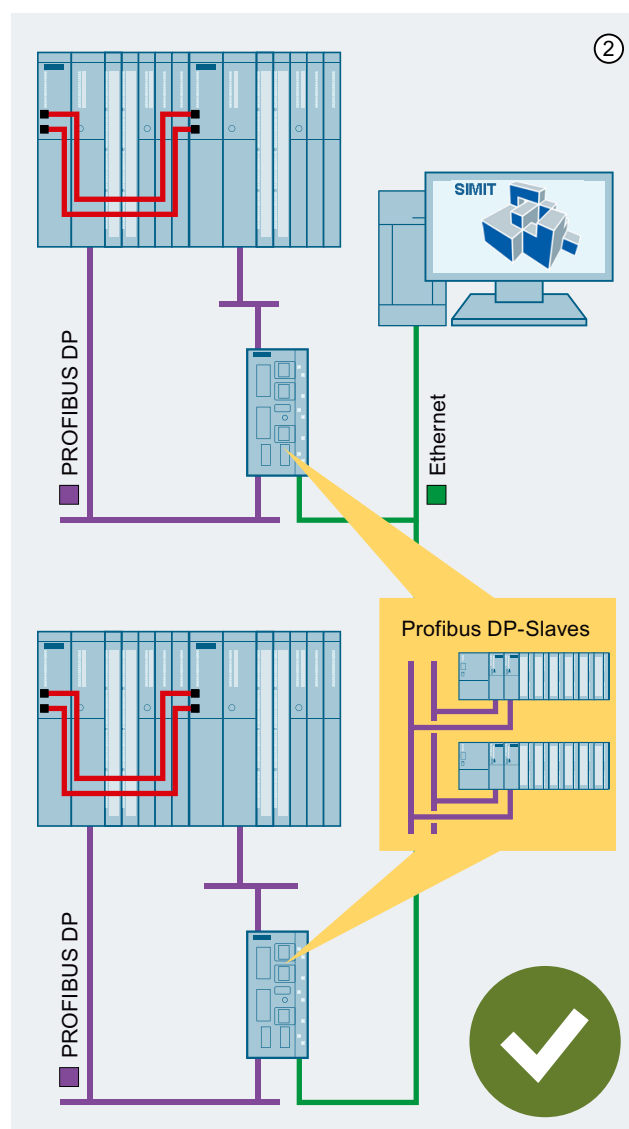 ②
SIMIT
PROFIBUS DP
Ethernet
Profibus DP-Slaves
PROFIBUS DP